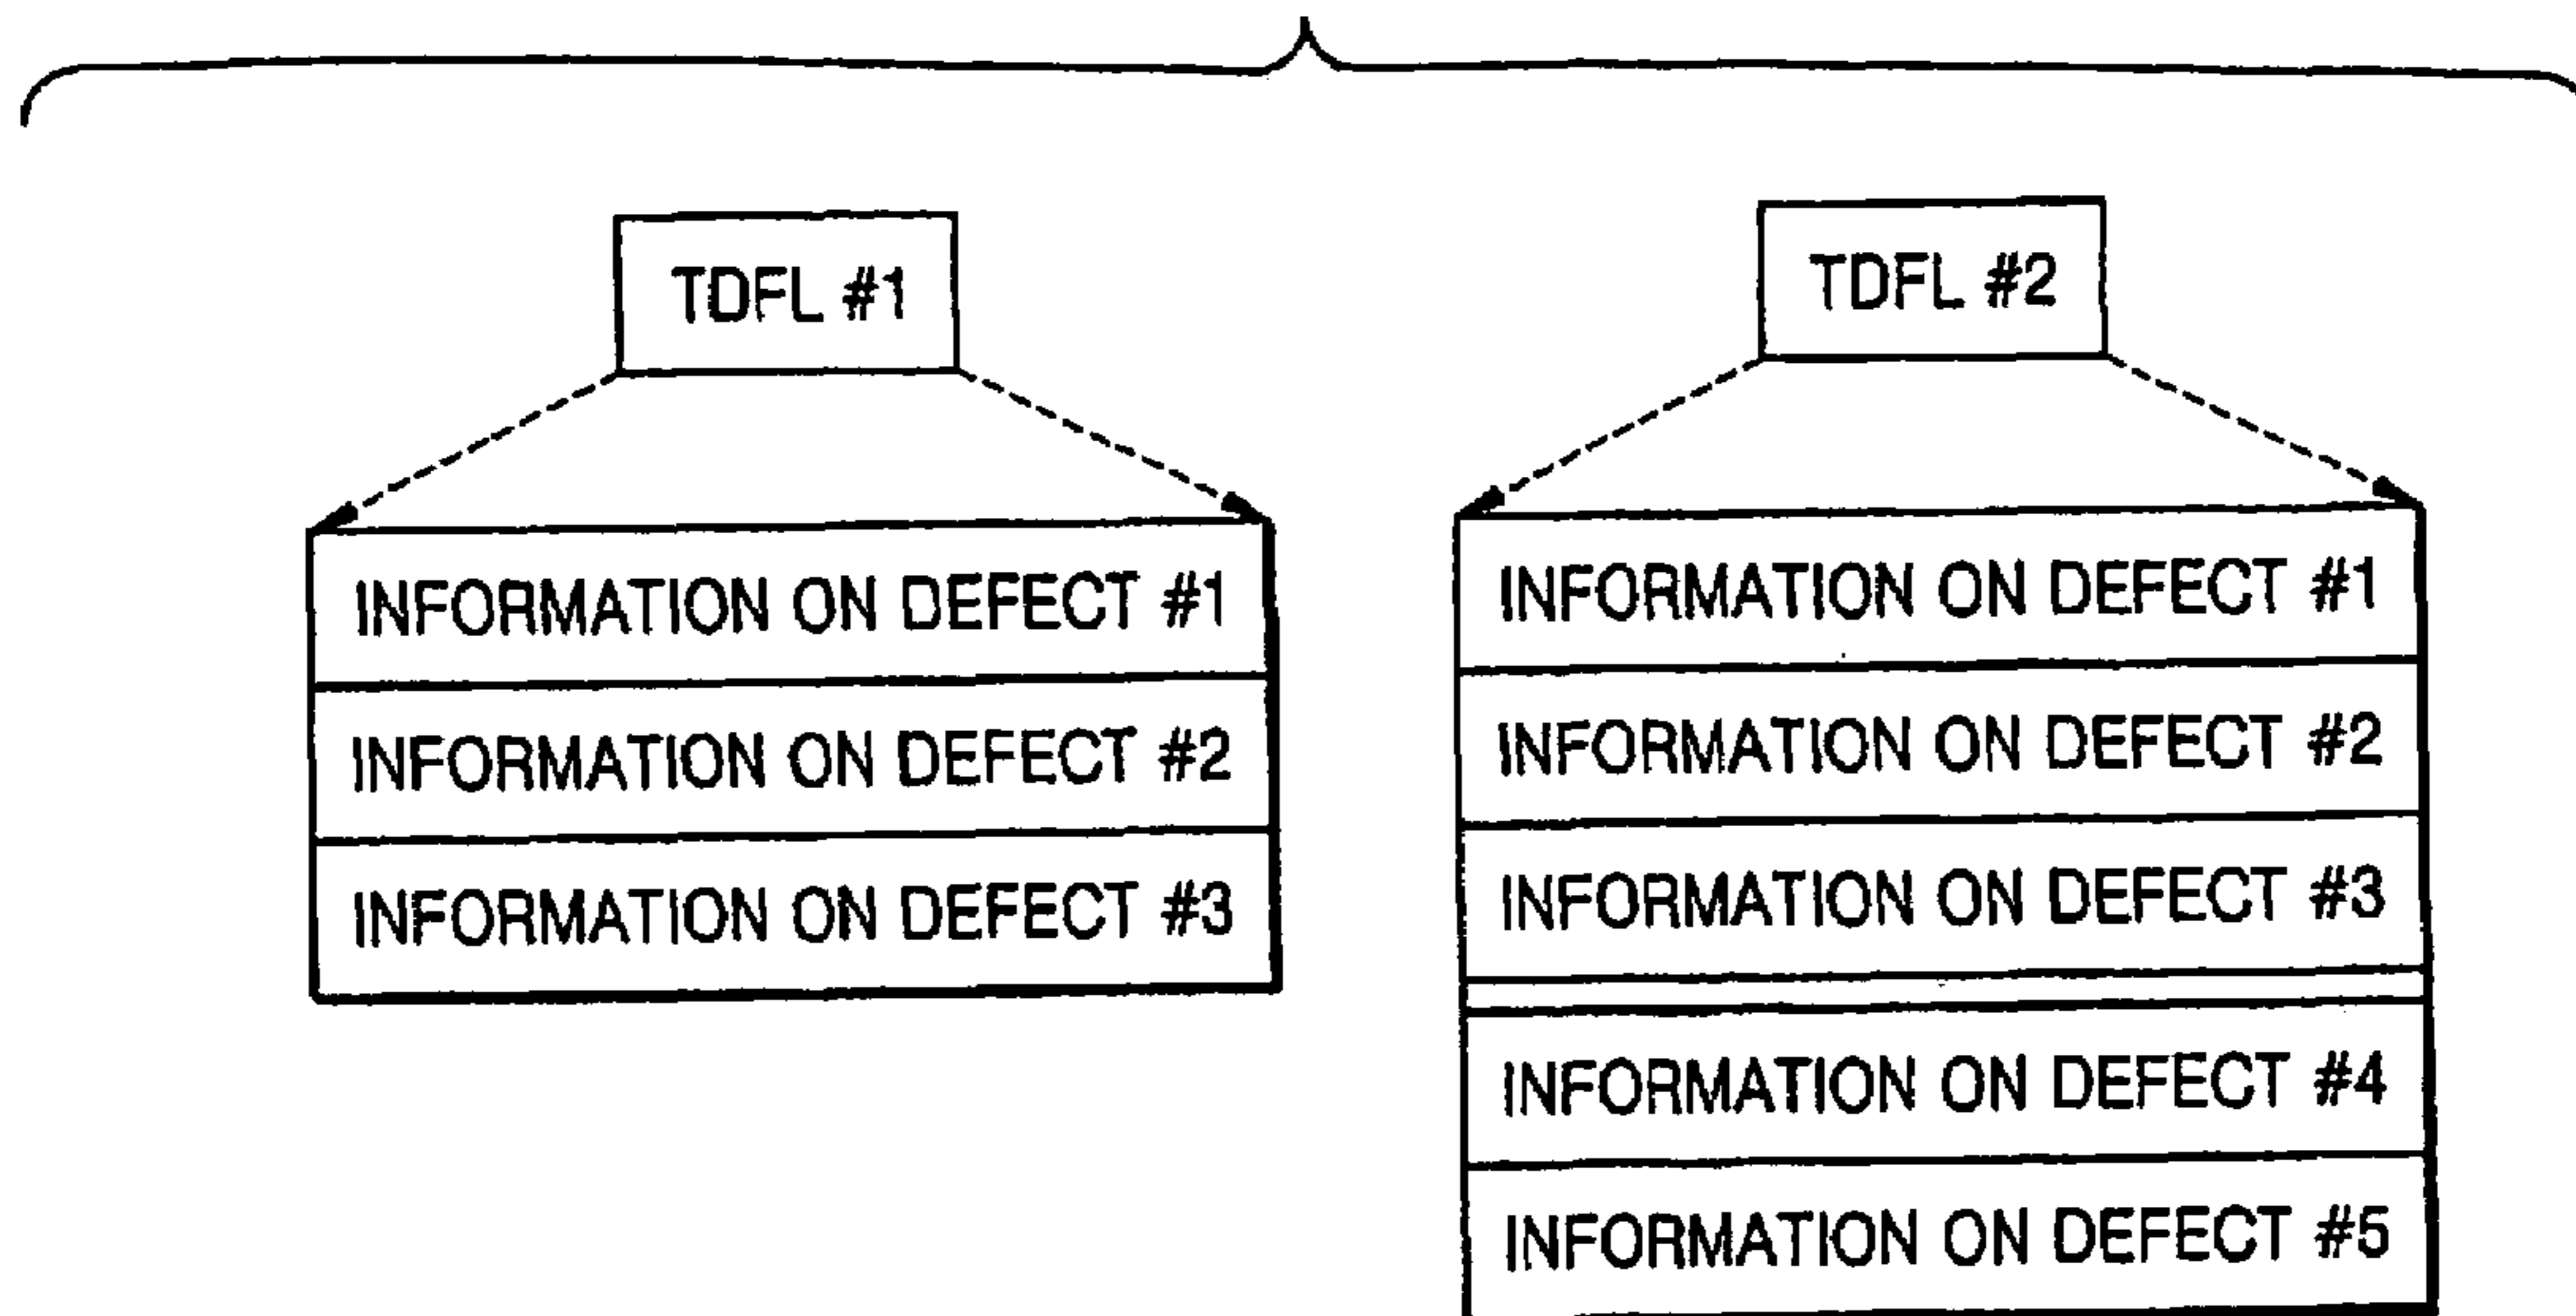 TDFL #1
INFORMATION ON DEFECT #1
INFORMATION ON DEFECT #2
INFORMATION ON DEFECT #3
TDFL #2
INFORMATION ON DEFECT #1
INFORMATION ON DEFECT #2
INFORMATION ON DEFECT #3
INFORMATION ON DEFECT #4
INFORMATION ON DEFECT #5